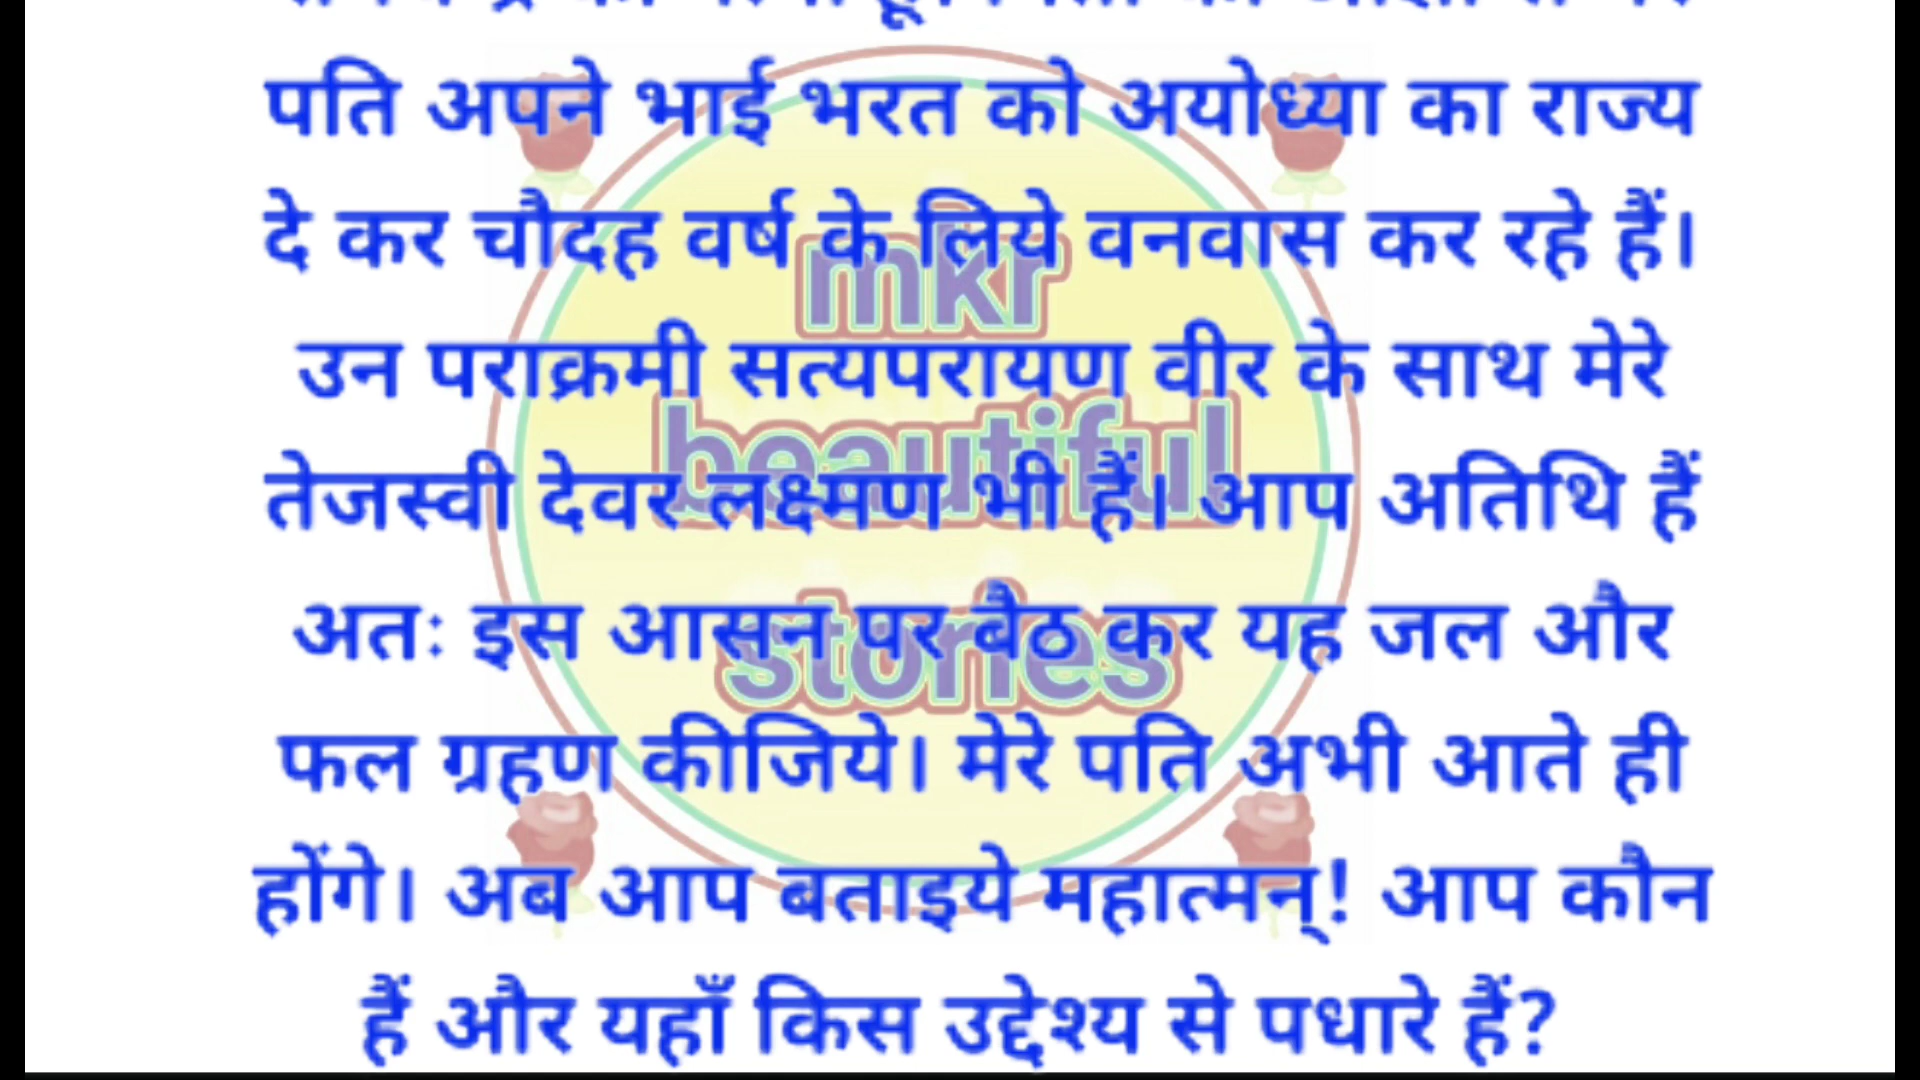 पति अपने भाई भरत को अयोध्या का राज्य
दे कर चौदह वर्ष के लिये वनवास कर रहे हैं।
उन पराक्रमी सत्यपरायण वीर के साथ मेरे
तेजस्वी देवर लक्ष्मण भी हैं। आप अतिथि हैं
अतः इस आसन पर बैठ कर यह जल और
फल ग्रहण कीजिये। मेरे पति अभी आते ही
होंगे। अब आप बताइये महात्मन्! आप कौन
हैं और यहाँ किस उद्देश्य से पधारे हैं?
mkr
beautiful
stories